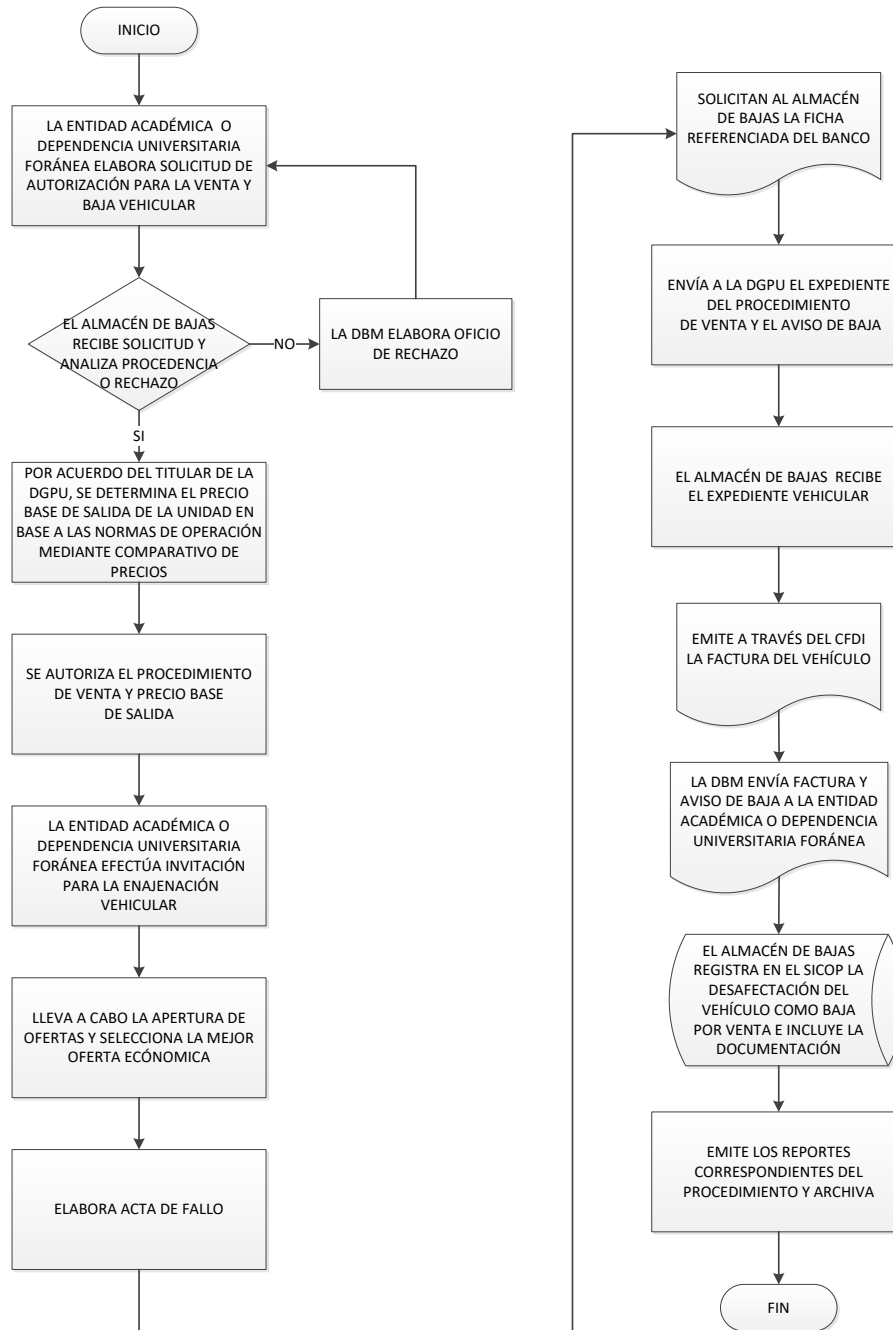 INICIO
LA ENTIDAD ACADÉMICA O
DEPENDENCIA UNIVERSITARIA
FORÁNEA ELABORA SOLICITUD DE
AUTORIZACIÓN PARA LA VENTA Y
BAJA VEHICULAR
EL ALMACÉN DE BAJAS
RECIBE SOLICITUD Y
ANALIZA PROCEDENCIA
O RECHAZO
NO
LA DBM ELABORA OFICIO
DE RECHAZO
SI
POR ACUERDO DEL TITULAR DE LA
DGPU, SE DETERMINA EL PRECIO
BASE DE SALIDA DE LA UNIDAD EN
BASE A LAS NORMAS DE OPERACIÓN
MEDIANTE COMPARATIVO DE
PRECIOS
SE AUTORIZA EL PROCEDIMIENTO
DE VENTA Y PRECIO BASE
DE SALIDA
LA ENTIDAD ACADÉMICA O
DEPENDENCIA UNIVERSITARIA
FORÁNEA EFECTÚA INVITACIÓN
PARA LA ENAJENACIÓN
VEHICULAR
LLEVA A CABO LA APERTURA DE
OFERTAS Y SELECCIONA LA MEJOR
OFERTA ECÓNOMICA
ELABORA ACTA DE FALLO
SOLICITAN AL ALMACÉN
DE BAJAS LA FICHA
REFERENCIADA DEL BANCO
ENVÍA A LA DGPU EL EXPEDIENTE
DEL PROCEDIMIENTO
DE VENTA Y EL AVISO DE BAJA
EL ALMACÉN DE BAJAS RECIBE
EL EXPEDIENTE VEHICULAR
EMITE A TRAVÉS DEL CFDI
LA FACTURA DEL VEHÍCULO
LA DBM ENVÍA FACTURA Y
AVISO DE BAJA A LA ENTIDAD
ACADÉMICA O DEPENDENCIA
UNIVERSITARIA FORÁNEA
EL ALMACÉN DE BAJAS
REGISTRA EN EL SICOP LA
DESAFECTACIÓN DEL
VEHÍCULO COMO BAJA
POR VENTA E INCLUYE LA
DOCUMENTACIÓN
EMITE LOS REPORTES
CORRESPONDIENTES DEL
PROCEDIMIENTO Y ARCHIVA
FIN